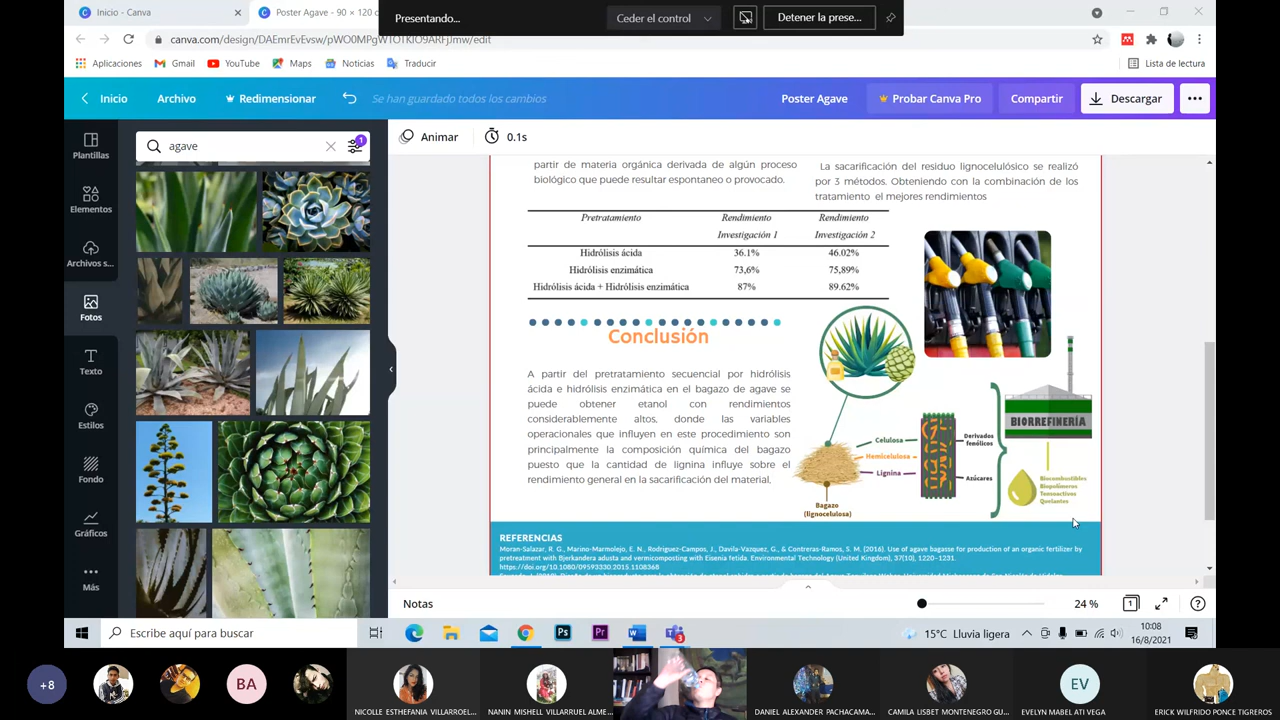 Inicio - Canva
Poster Agave - 90 × 120 c
Presentando...
Ceder el control
Detener la prese...
canva.com/design/DAEmrEvEvsw/
edit
Aplicaciones
Gmail
YouTube
Maps
Noticias
Traducir
Lista de lectura
Inicio
Archivo
Redimensionar
Se han guardado todos los cambios
Poster Agave
Probar Canva Pro
Compartir
Descargar
Plantillas
Elementos
Archivos s...
Fotos
Texto
Estilos
Fondo
Gráficos
Más
agave
1
Animar
0.1s
partir de materia orgánica derivada de algún proceso
biológico que puede resultar espontaneo o provocado.
La sacarificación del residuo lignocelulósico se realizó
por 3 métodos. Obteniendo con la combinación de los
tratamiento el mejores rendimientos
Pretratamiento Rendimiento Rendimiento
Investigación 1 Investigación 2
Hidrólisis ácida 36.1% 46.02%
Hidrólisis enzimática 73,6% 75,89%
Hidrólisis ácida + Hidrólisis enzimática 87% 89.62%
Conclusión
A partir del pretratamiento secuencial por hidrólisis
ácida e hidrólisis enzimática en el bagazo de agave se
puede obtener etanol con rendimientos
considerablemente altos, donde las variables
operacionales que influyen en este procedimiento son
principalmente la composición química del bagazo
puesto que la cantidad de lignina influye sobre el
rendimiento general en la sacarificación del material.
Celulosa
Hemicelulosa
Lignina
Bagazo
(lignocelulosa)
Derivados
fenólicos
Azúcares
BIORREFINERÍA
Biocombustibles
Biopolímeros
Tensoactivos
Quelantes
REFERENCIAS
Moran-Salazar, R. G., Marino-Marmolejo, E. N., Rodriguez-Campos, J., Davila-Vazquez, G., & Contreras-Ramos, S. M. (2016). Use of agave bagasse for production of an organic fertilizer by
pretreatment with Bjerkandera adusta and vermicomposting with Eisenia fetida. Environmental Technology (United Kingdom), 37(10), 1220–1231.
https://doi.org/10.1080/09593330.2015.1108368
Notas
24 %
1
Escribe aquí para buscar
Ps
Pr
3
15°C Lluvia ligera
10:08
16/8/2021
+8
BA
EV
NICOLLE ESTHEFANIA VILLARROEL...
NANIN MISHELL VILLARRUEL ALME...
DANIEL ALEXANDER PACHACAMA...
CAMILA LISBET MONTENEGRO GU...
EVELYN MABEL ATI VEGA
ERICK WILFRIDO PONCE TIGREROS